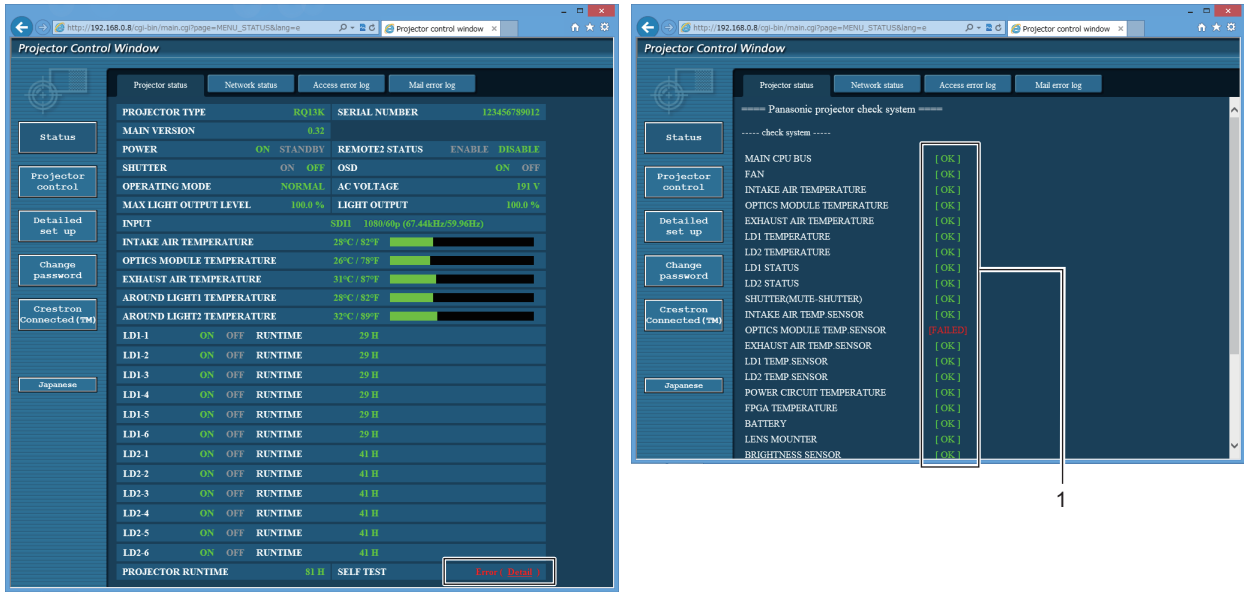 http://192.168.0.8/cgi-bin/main.cgi?page=MENU_STATUS&lang=e
Projector control window
Projector Control Window
Projector status Network status Access error log Mail error log
Status
Projector control
Detailed set up
Change password
Crestron Connected(TM)
Japanese
PROJECTOR TYPE RQ13K SERIAL NUMBER 123456789012
MAIN VERSION 0.32
POWER ON STANDBY REMOTE2 STATUS ENABLE DISABLE
SHUTTER ON OFF OSD ON OFF
OPERATING MODE NORMAL AC VOLTAGE 191 V
MAX LIGHT OUTPUT LEVEL 100.0 % LIGHT OUTPUT 100.0 %
INPUT SDI1 1080/60p (67.44kHz/59.96Hz)
INTAKE AIR TEMPERATURE 28°C / 82°F
OPTICS MODULE TEMPERATURE 26°C / 78°F
EXHAUST AIR TEMPERATURE 31°C / 87°F
AROUND LIGHT1 TEMPERATURE 28°C / 82°F
AROUND LIGHT2 TEMPERATURE 32°C / 89°F
LD1-1 ON OFF RUNTIME 29 H
LD1-2 ON OFF RUNTIME 29 H
LD1-3 ON OFF RUNTIME 29 H
LD1-4 ON OFF RUNTIME 29 H
LD1-5 ON OFF RUNTIME 29 H
LD1-6 ON OFF RUNTIME 29 H
LD2-1 ON OFF RUNTIME 41 H
LD2-2 ON OFF RUNTIME 41 H
LD2-3 ON OFF RUNTIME 41 H
LD2-4 ON OFF RUNTIME 41 H
LD2-5 ON OFF RUNTIME 41 H
LD2-6 ON OFF RUNTIME 41 H
PROJECTOR RUNTIME 81 H SELF TEST Error [ Detail ]
http://192.168.0.8/cgi-bin/main.cgi?page=MENU_STATUS&lang=e
Projector control window
Projector Control Window
Projector status Network status Access error log Mail error log
Status
Projector control
Detailed set up
Change password
Crestron Connected(TM)
Japanese
==== Panasonic projector check system ====
----- check system -----
MAIN CPU BUS [ OK ]
FAN [ OK ]
INTAKE AIR TEMPERATURE [ OK ]
OPTICS MODULE TEMPERATURE [ OK ]
EXHAUST AIR TEMPERATURE [ OK ]
LD1 TEMPERATURE [ OK ]
LD2 TEMPERATURE [ OK ]
LD1 STATUS [ OK ]
LD2 STATUS [ OK ]
SHUTTER(MUTE-SHUTTER) [ OK ]
INTAKE AIR TEMP.SENSOR [ OK ]
OPTICS MODULE TEMP.SENSOR [FAILED]
EXHAUST AIR TEMP.SENSOR [ OK ]
LD1 TEMP.SENSOR [ OK ]
LD2 TEMP.SENSOR [ OK ]
POWER CIRCUIT TEMPERATURE [ OK ]
FPGA TEMPERATURE [ OK ]
BATTERY [ OK ]
LENS MOUNTER [ OK ]
BRIGHTNESS SENSOR [ OK ]
1